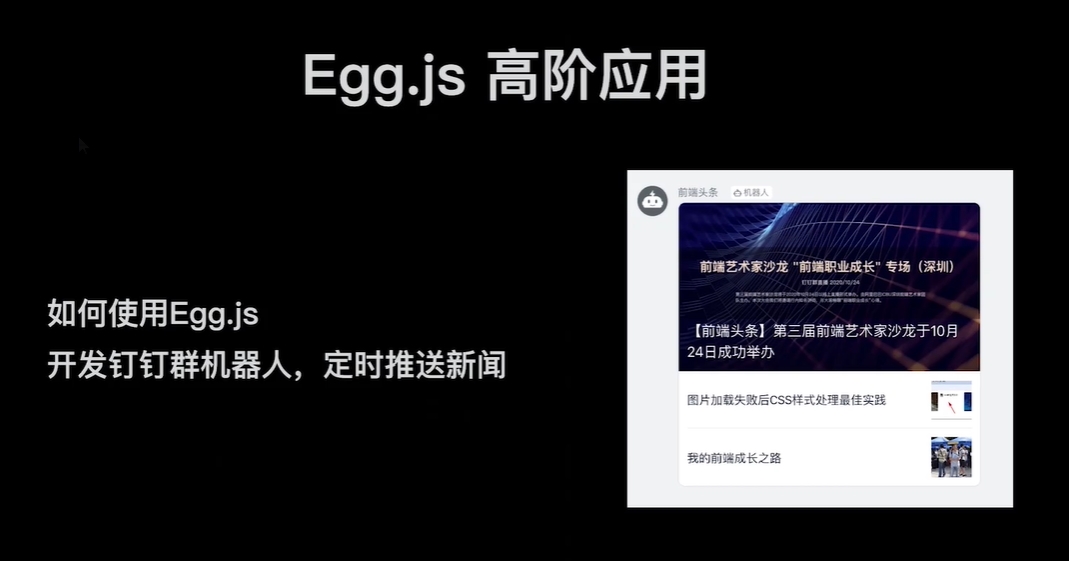 Egg.js 高阶应用
如何使用Egg.js
开发钉钉群机器人，定时推送新闻
前端头条 机器人
前端艺术家沙龙 "前端职业成长" 专场（深圳）
钉钉群直播 2020/10/24
【前端头条】第三届前端艺术家沙龙于10月
24日成功举办
图片加载失败后CSS样式处理最佳实践
我的前端成长之路